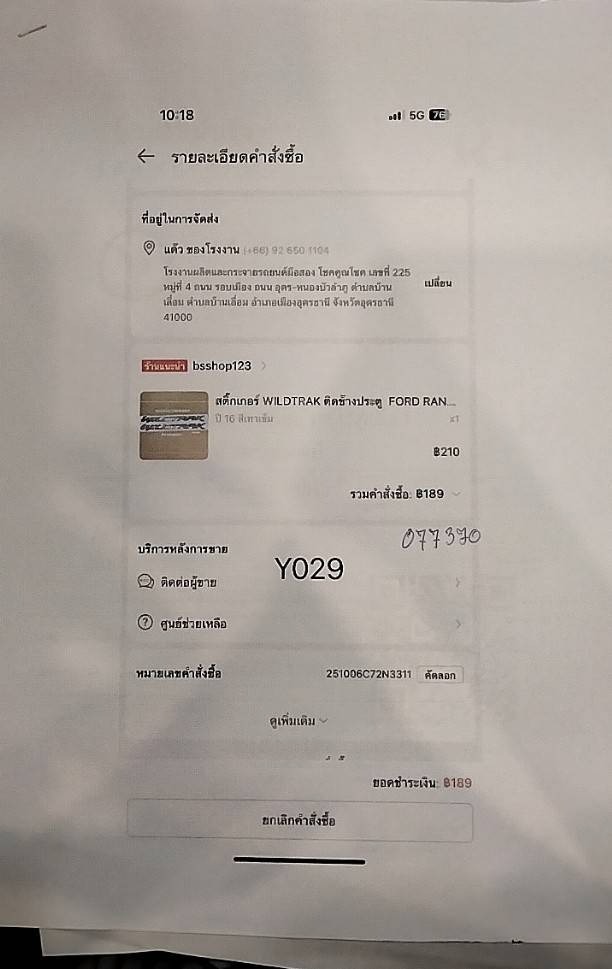 10:18
5G 76
← รายละเอียดคำสั่งซื้อ
ที่อยู่ในการจัดส่ง
แต๊ว ของโรงงาน (+66) 92 650 1104
โรงงานผลิตและกระจายรถยนต์มือสอง โชคคูณโชค เลขที่ 225
หมู่ที่ 4 ถนน รอบเมือง ถนน อุดร-หนองบัวลำภู ตำบลบ้าน
เลื่อม ตำบลบ้านเลื่อม อำเภอเมืองอุดรธานี จังหวัดอุดรธานี
41000
เปลี่ยน
ร้านแนะนำ bsshop123 >
สติ๊กเกอร์ WILDTRAK ติดข้างประตู FORD RAN...
ปี 16 สีเทาเข้ม x1
฿210
รวมคำสั่งซื้อ: ฿189
077370
บริการหลังการขาย
Y029
ติดต่อผู้ขาย
ศูนย์ช่วยเหลือ
หมายเลขคำสั่งซื้อ 251006C72N3311 คัดลอก
ดูเพิ่มเติม
ยอดชำระเงิน: ฿189
ยกเลิกคำสั่งซื้อ